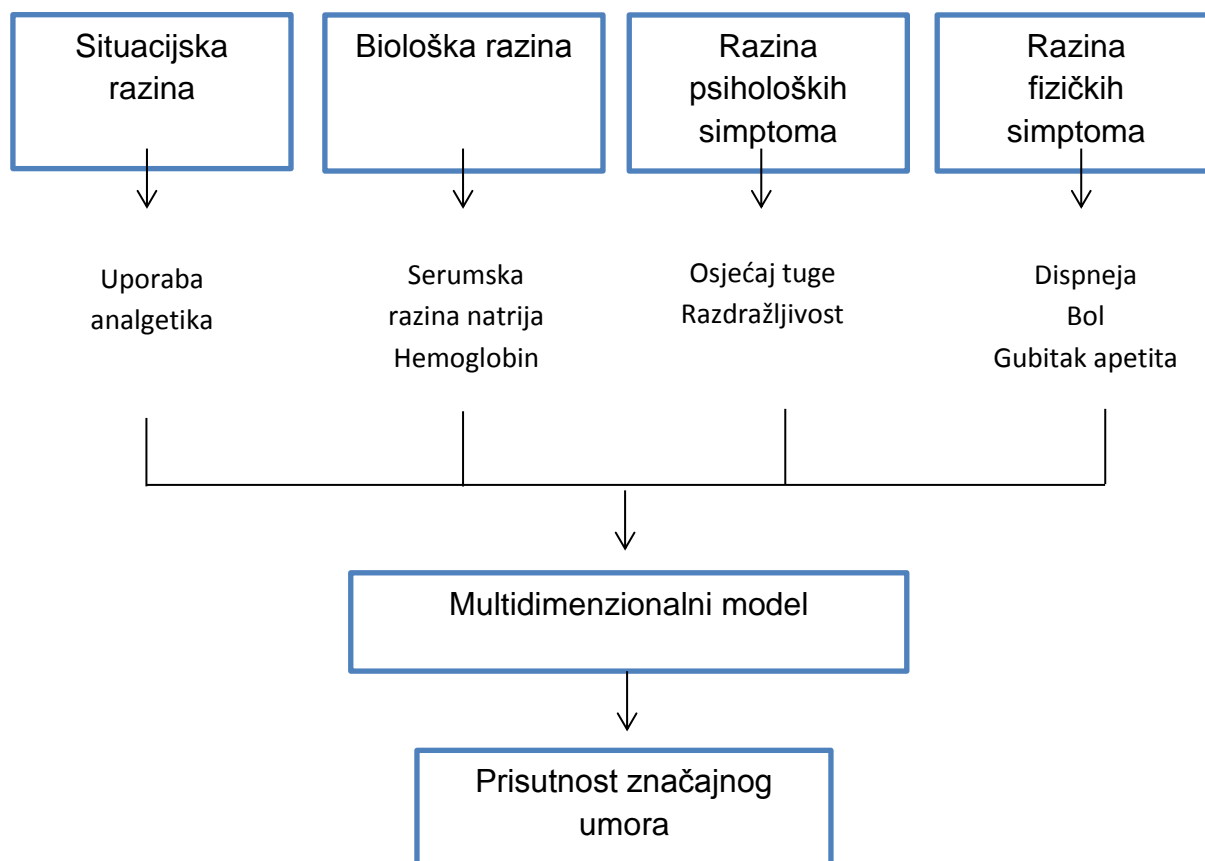 Situacijska
razina
Biološka razina
Razina
psiholoških
simptoma
Razina
fizičkih
simptoma
Uporaba
analgetika
Serumska
razina natrija
Hemoglobin
Osjećaj tuge
Razdražljivost
Dispneja
Bol
Gubitak apetita
Multidimenzionalni model
Prisutnost značajnog
umora